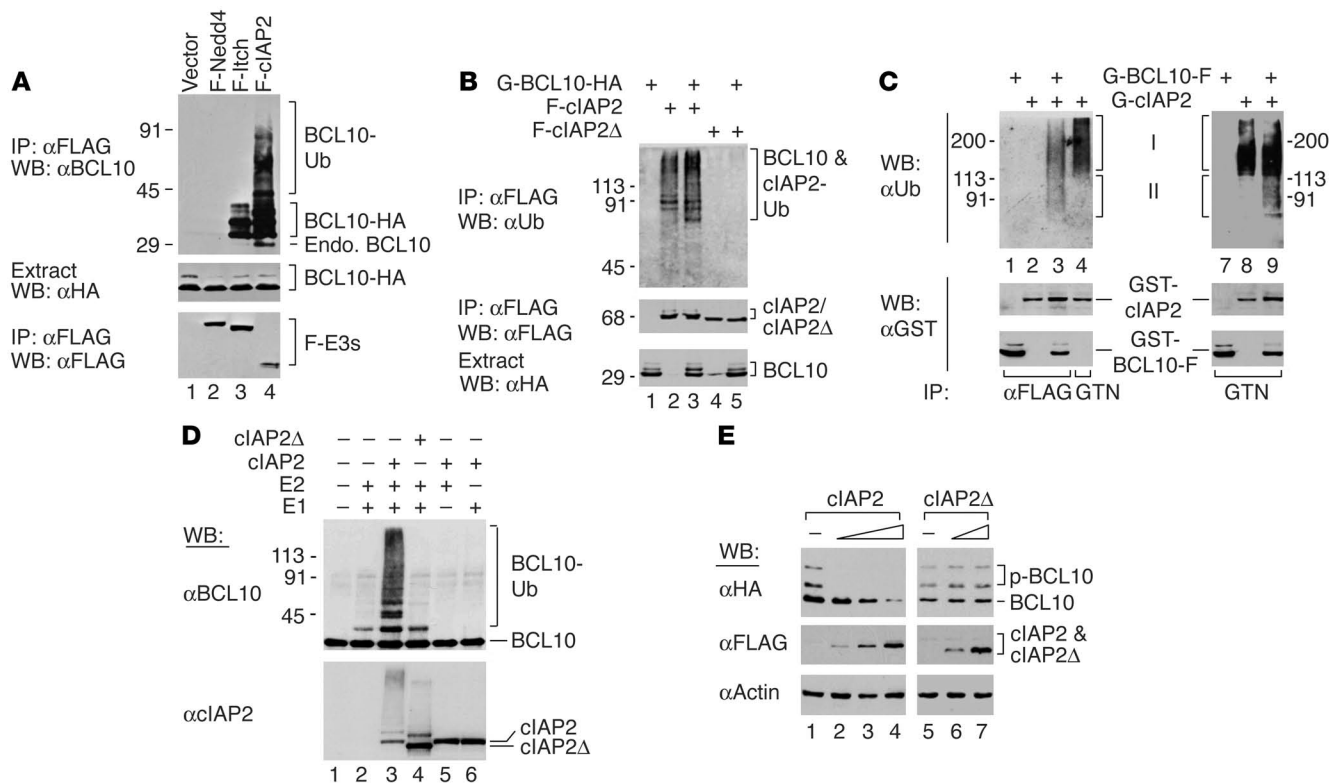 A
Vector
F-Nedd4
F-Itch
F-cIAP2
IP: αFLAG
WB: αBCL10
91
45
29
BCL10-
Ub
BCL10-HA
Endo. BCL10
Extract
WB: αHA
BCL10-HA
IP: αFLAG
WB: αFLAG
F-E3s
1 2 3 4
B
G-BCL10-HA + + +
F-cIAP2 + +
F-cIAP2Δ + +
IP: αFLAG
WB: αUb
113
91
45
BCL10 &
cIAP2-
Ub
IP: αFLAG
WB: αFLAG
68
cIAP2/
cIAP2Δ
Extract
WB: αHA
29
BCL10
1 2 3 4 5
C
+ + G-BCL10-F + +
+ + + G-cIAP2 + +
WB:
αUb
200
113
91
I
II
200
113
91
1 2 3 4 7 8 9
WB:
αGST
GST-
cIAP2
GST-
BCL10-F
IP: αFLAG GTN GTN
D
cIAP2Δ – – – + – –
cIAP2 – – + – + +
E2 – + + + + –
E1 – + + + – +
WB:
αBCL10
113
91
45
BCL10-
Ub
BCL10
αcIAP2
cIAP2
cIAP2Δ
1 2 3 4 5 6
E
cIAP2 cIAP2Δ
– –
WB:
αHA
p-BCL10
BCL10
αFLAG
cIAP2 &
cIAP2Δ
αActin
1 2 3 4 5 6 7